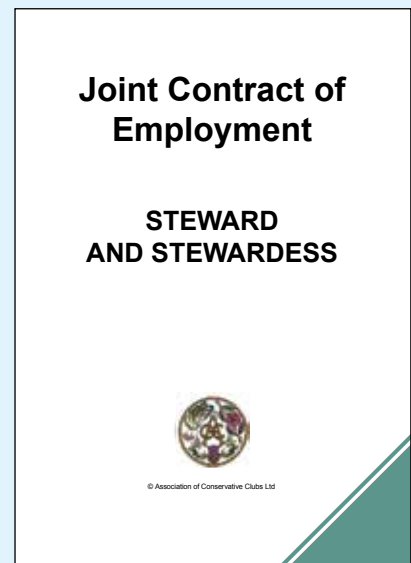 Joint Contract of
Employment
STEWARD
AND STEWARDESS
© Association of Conservative Clubs Ltd